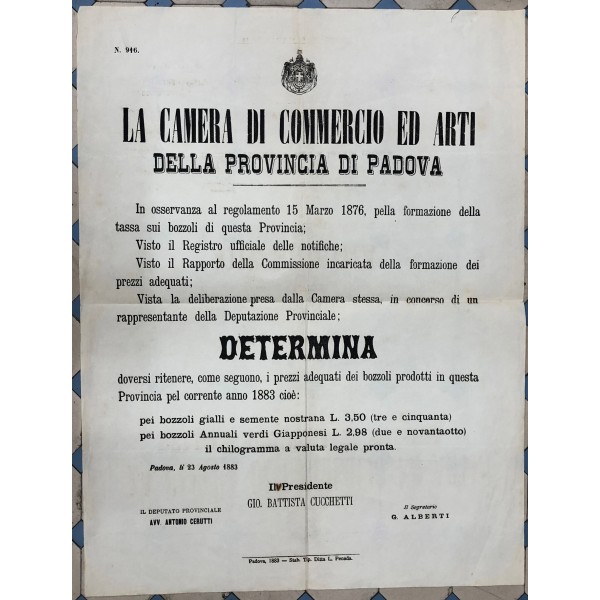 N. 946.
LA CAMERA DI COMMERCIO ED ARTI
DELLA PROVINCIA DI PADOVA
In osservanza al regolamento 15 Marzo 1876, pella formazione della
tassa sui bozzoli di questa Provincia;
Visto il Registro ufficiale delle notifiche;
Visto il Rapporto della Commissione incaricata della formazione dei
prezzi adequati;
Vista la deliberazione presa dalla Camera stessa, in concorso di un
rappresentante della Deputazione Provinciale;
DETERMINA
doversi ritenere, come seguono, i prezzi adequati dei bozzoli prodotti in questa
Provincia pel corrente anno 1883 cioè:
pei bozzoli gialli e semente nostrana L. 3,50 (tre e cinquanta)
pei bozzoli Annuali verdi Giapponesi L. 2,98 (due e novantaotto)
il chilogramma a valuta legale pronta.
Padova, li 23 Agosto 1883
Il Presidente
GIO. BATTISTA CUCCHETTI
IL DEPUTATO PROVINCIALE
AVV. ANTONIO CERUTTI
Il Segretario
G. ALBERTI
Padova, 1883 — Stab. Tip. Ditta L. Penada.